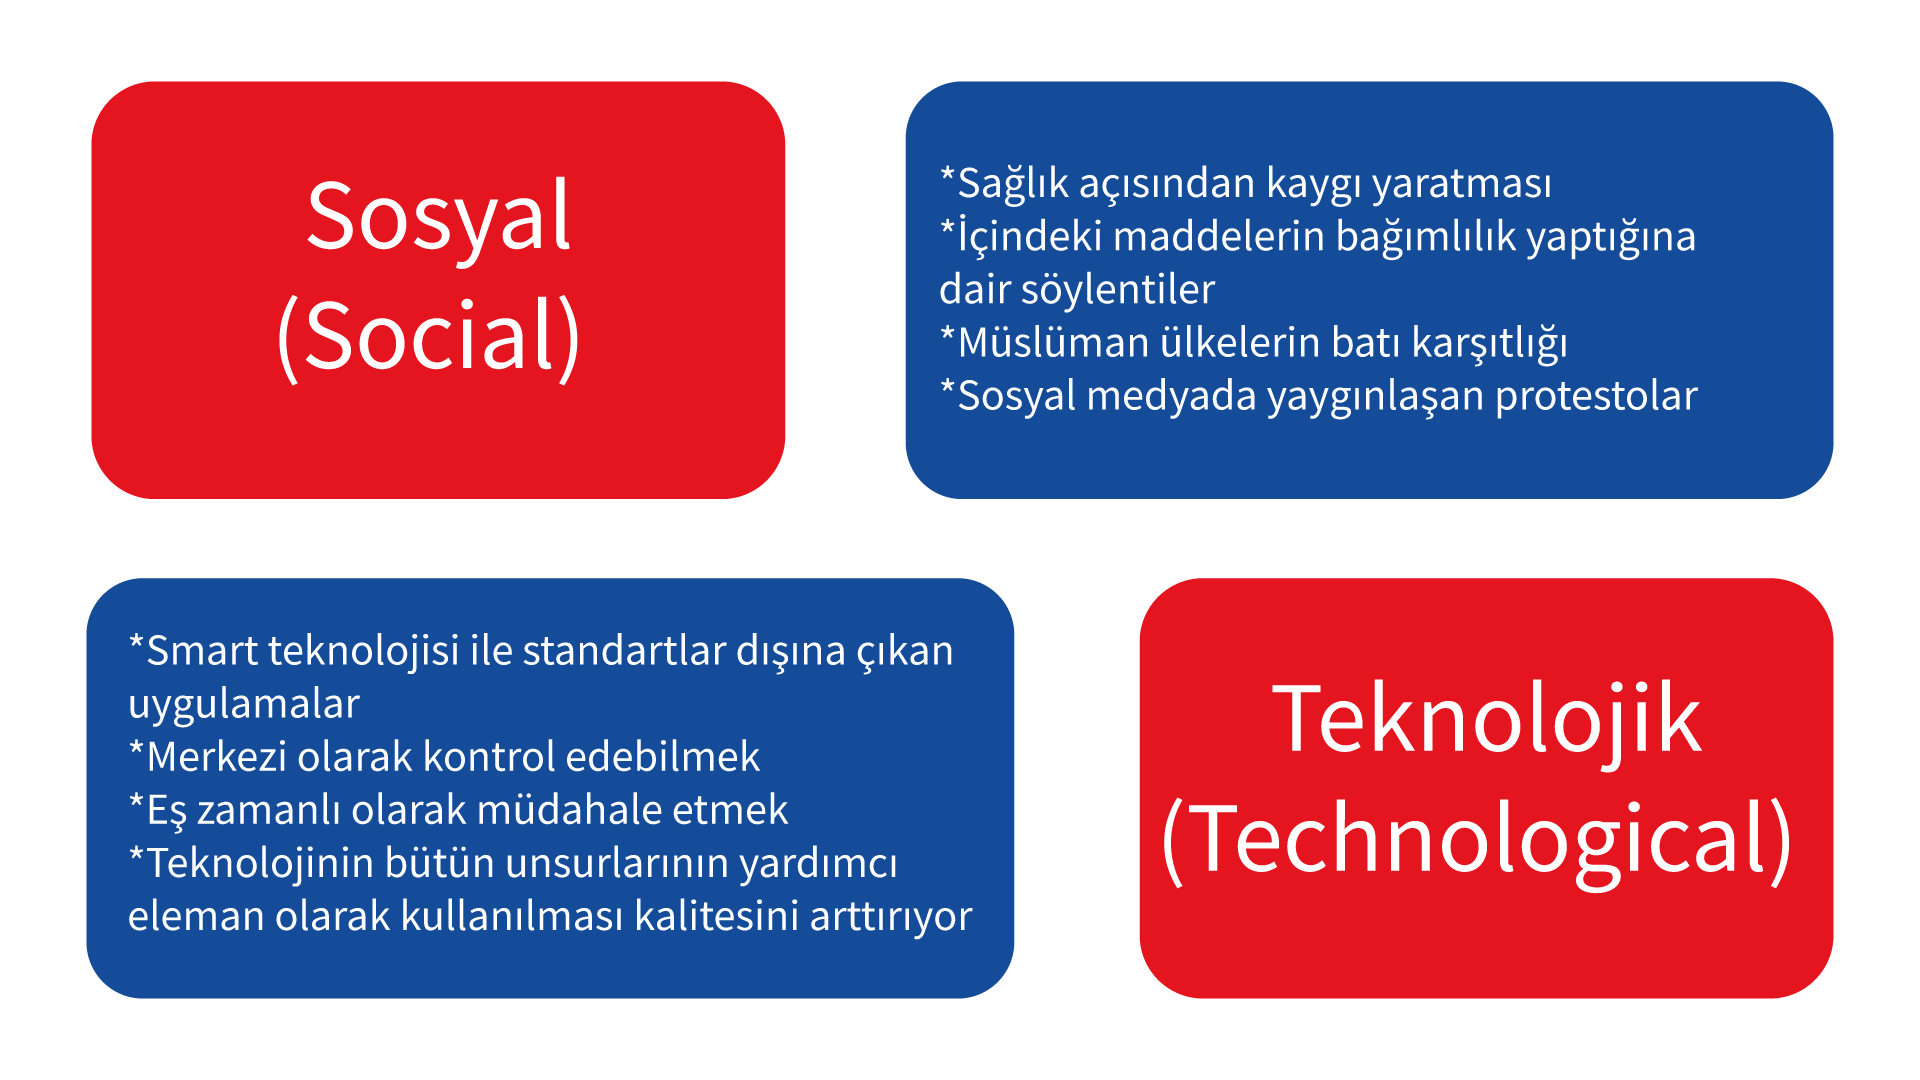 Sosyal
(Social)
*Sağlık açısından kaygı yaratması
*İçindeki maddelerin bağımlılık yaptığına
dair söylentiler
*Müslüman ülkelerin batı karşıtlığı
*Sosyal medyada yaygınlaşan protestolar
*Smart teknolojisi ile standartlar dışına çıkan
uygulamalar
*Merkezi olarak kontrol edebilmek
*Eş zamanlı olarak müdahale etmek
*Teknolojinin bütün unsurlarının yardımcı
eleman olarak kullanılması kalitesini arttırıyor
Teknolojik
(Technological)